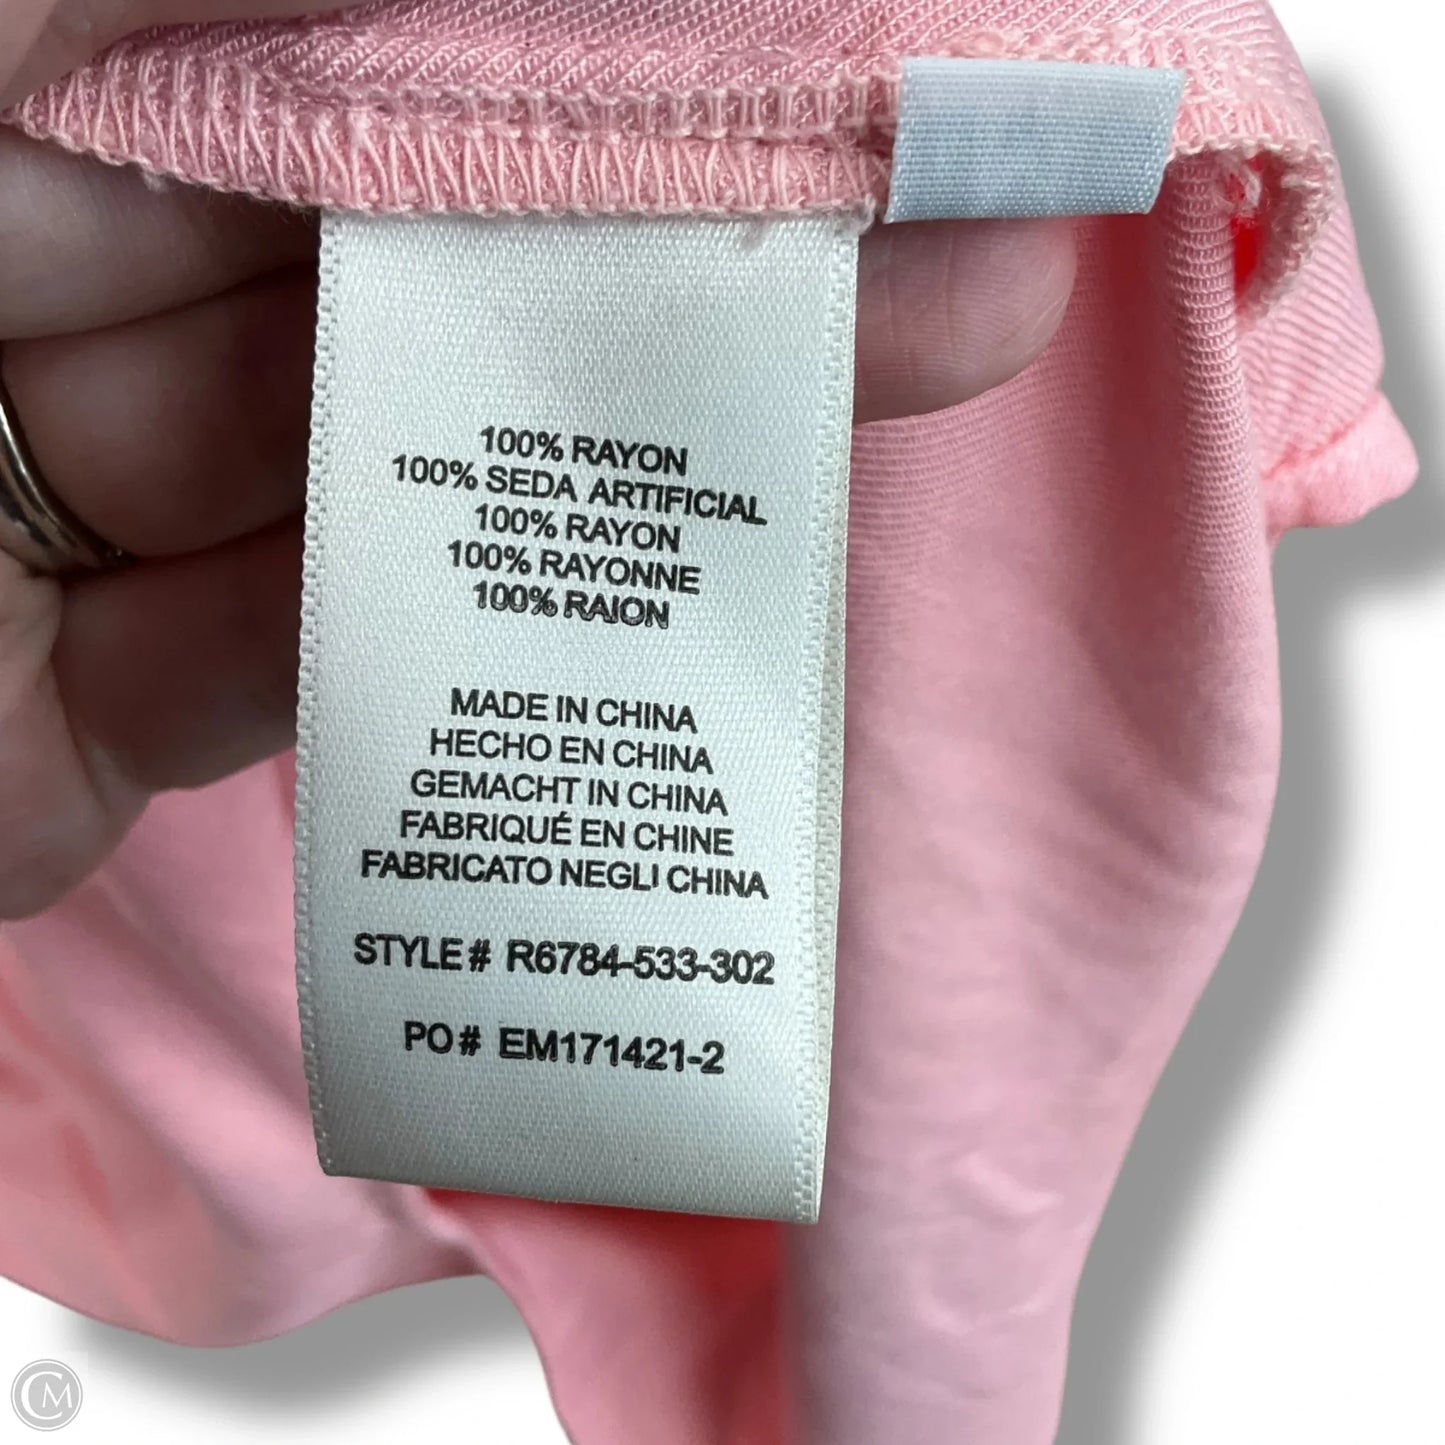 100% RAYON
100% SEDA ARTIFICIAL
100% RAYON
100% RAYONNE
100% RAION
MADE IN CHINA
HECHO EN CHINA
GEMACHT IN CHINA
FABRIQUÉ EN CHINE
FABRICATO NEGLI CHINA
STYLE# R6784-533-302
PO# EM171421-2
CM